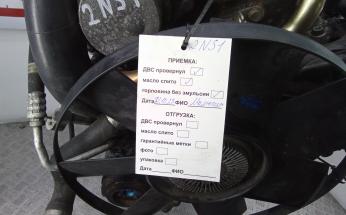 2N51
2N51
ПРИЕМКА:
ДВС провернул ☑
масло слито ☑
горловина без эмульсии ☑
Дата ФИО
ОТГРУЗКА:
ДВС провернул ☐
масло слито ☐
гарантийные метки ☐
фото ☐
упаковка ☐
Дата______ФИО______